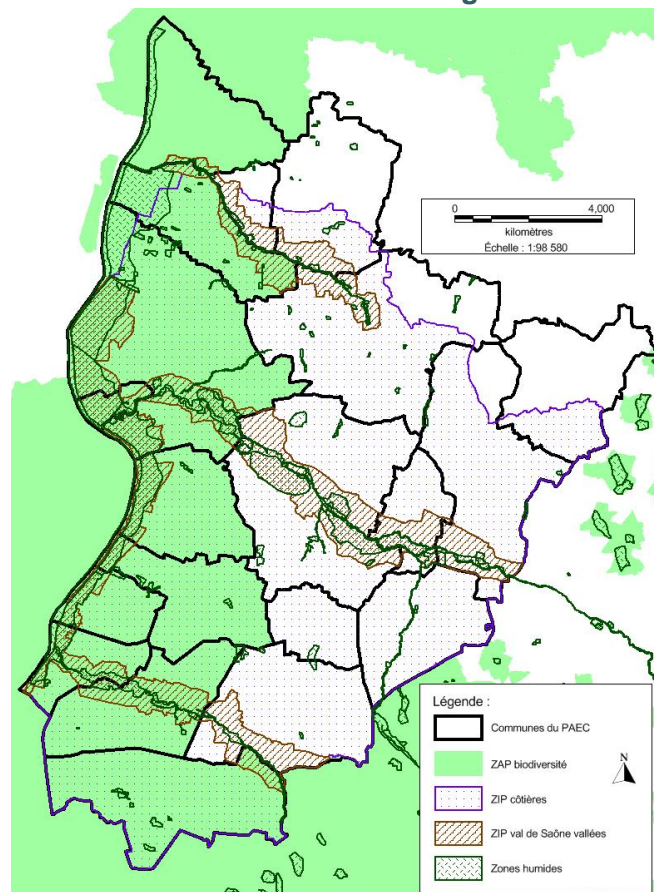 0 4,000
kilomètres
Échelle : 1:98 580
Légende :
Communes du PAEC
ZAP biodiversité
N
ZIP côtières
ZIP val de Saône vallées
Zones humides